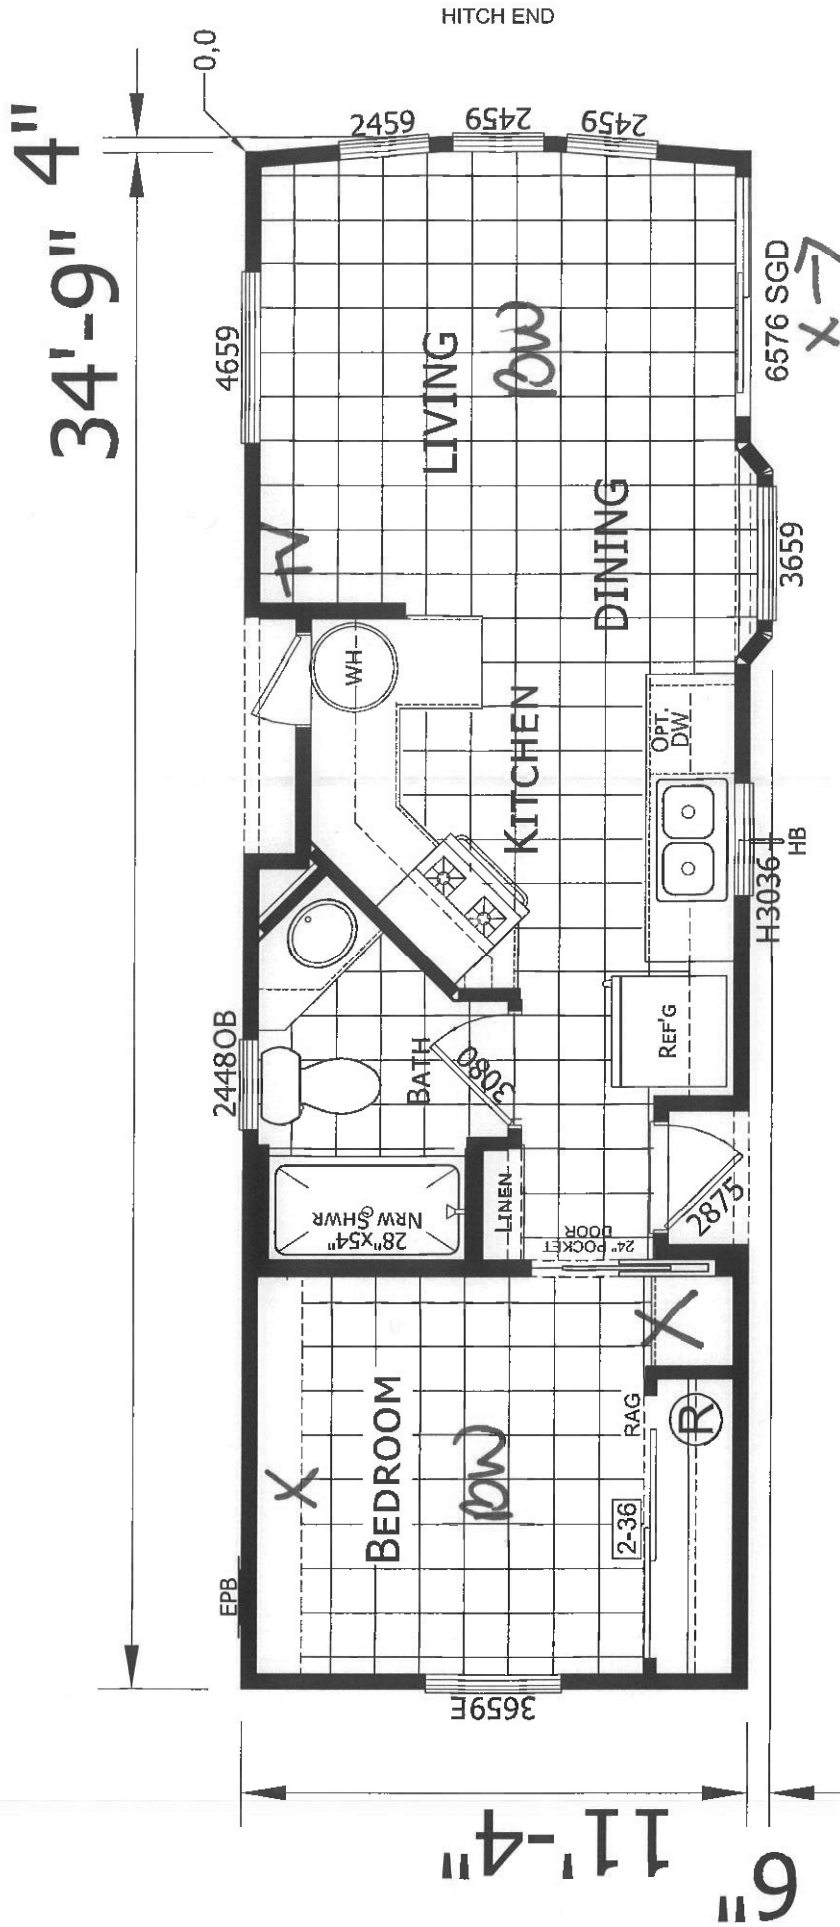 HITCH END
0,0
4"
34'-9"
2459
2459
2459
4659
6576 SGD
X →
LIVING
TV
DINING
3659
WH
KITCHEN
OPT.
DW
H3036
HB
2448OB
BATH
3080
REF'G
LINEN
28"x54"
NRW SHWR
24" POCKET
DOOR
2875
X
X
BEDROOM
RAG
R
2-36
EPB
3659E
11'-4"
6"